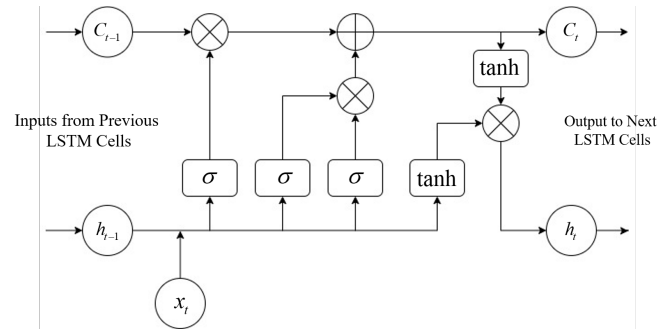 C_{t-1}
C_t
tanh
Inputs from Previous
LSTM Cells
Output to Next
LSTM Cells
σ
σ
σ
tanh
h_{t-1}
h_t
x_t